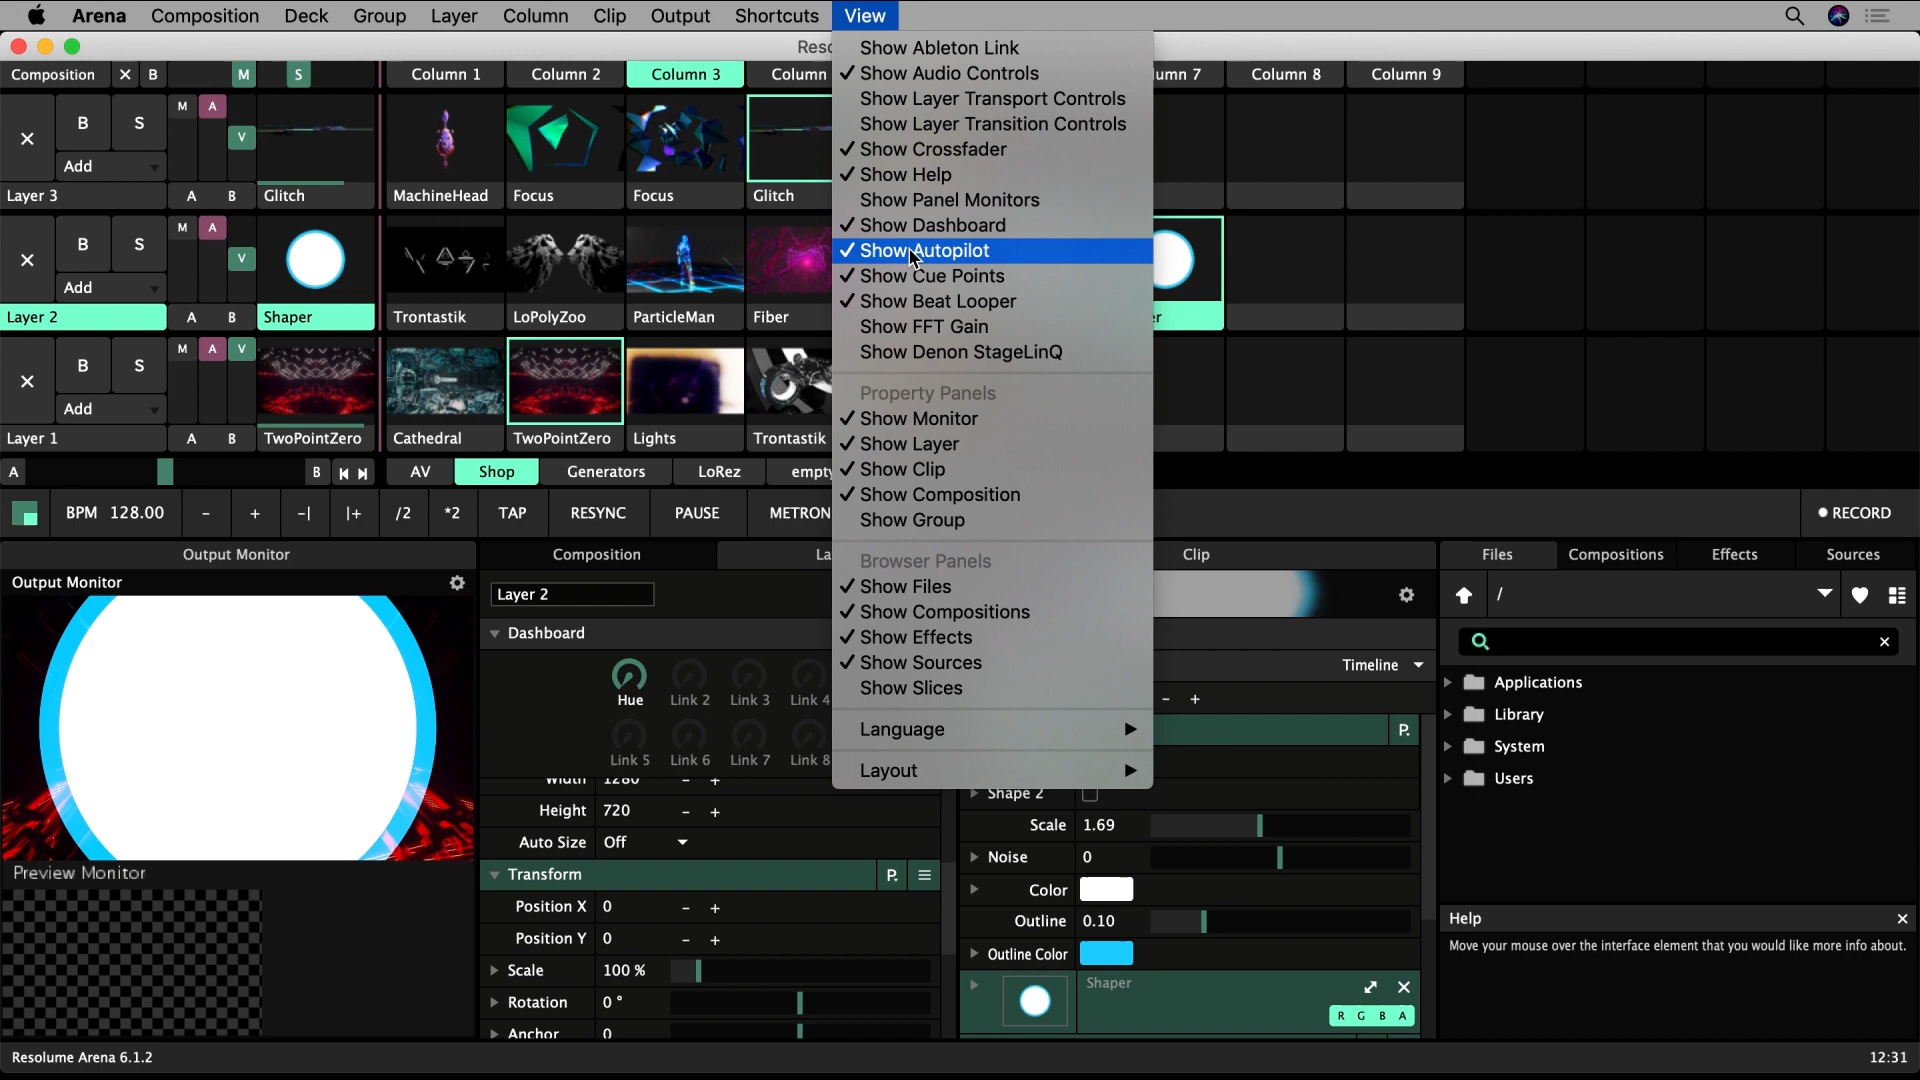 Arena Composition Deck Group Layer Column Clip Output Shortcuts View
Composition B M S Column 1 Column 2 Column 3 Column Column 8 Column 9
Show Ableton Link
Show Audio Controls
Show Layer Transport Controls
Show Layer Transition Controls
Show Crossfader
Show Help
Show Panel Monitors
Show Dashboard
Show Autopilot
Show Cue Points
Show Beat Looper
Show FFT Gain
Show Denon StageLinQ
Property Panels
Show Monitor
Show Layer
Show Clip
Show Composition
Show Group
Browser Panels
Show Files
Show Compositions
Show Effects
Show Sources
Show Slices
Language
Layout
B S M A V
Add
Layer 3 A B Glitch MachineHead Focus Focus Glitch
B S M A V
Add
Layer 2 A B Shaper Trontastik LoPolyZoo ParticleMan Fiber
B S M A V
Add
Layer 1 A B TwoPointZero Cathedral TwoPointZero Lights Trontastik
A B AV Shop Generators LoRez empty
BPM 128.00 - + -| |+ /2 *2 TAP RESYNC PAUSE METRON RECORD
Output Monitor Composition La Clip Files Compositions Effects Sources
Output Monitor
Preview Monitor
Layer 2
Dashboard
Hue Link 2 Link 3 Link 4
Link 5 Link 6 Link 7 Link 8
Width 1280 - +
Height 720 - +
Auto Size Off
Transform P.
Position X 0 - +
Position Y 0 - +
Scale 100 %
Rotation 0 °
Anchor 0
Timeline
- +
P.
Shape 2
Scale 1.69
Noise 0
Color
Outline 0.10
Outline Color
Shaper
R G B A
/
Applications
Library
System
Users
Help
Move your mouse over the interface element that you would like more info about.
Resolume Arena 6.1.2 12:31